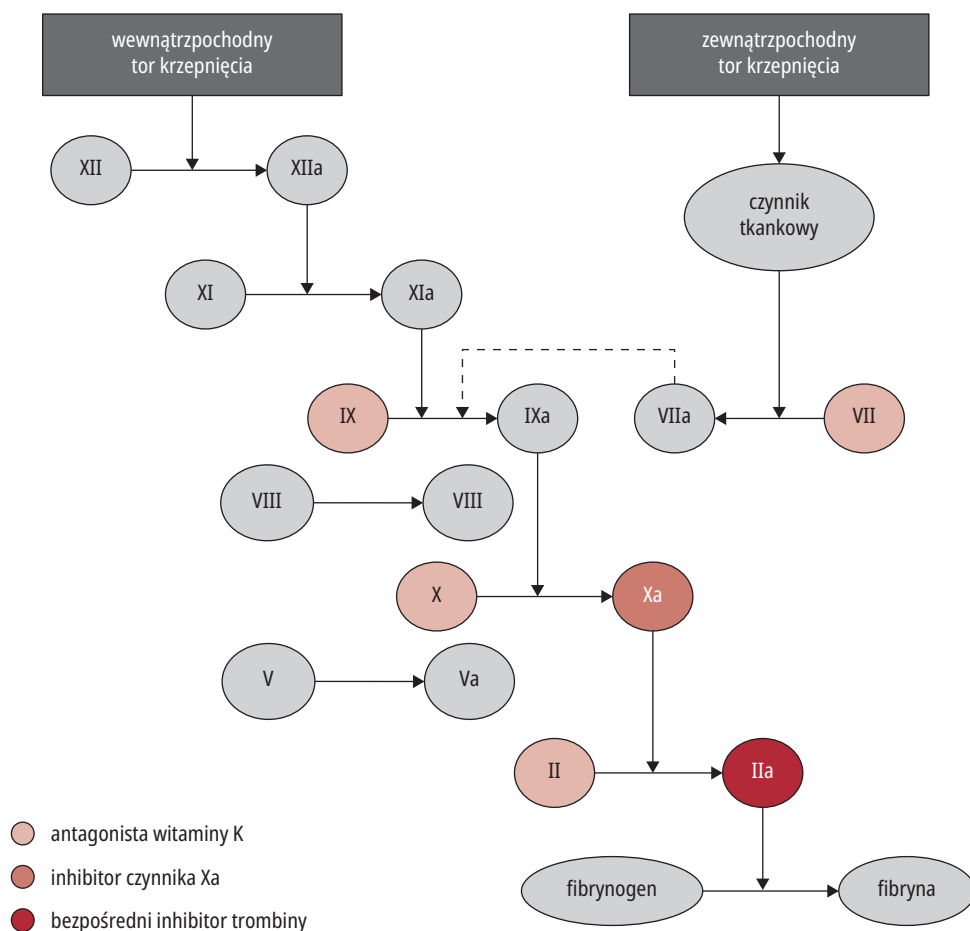 wewnątrzpochodny
tor krzepnięcia
zewnątrzpochodny
tor krzepnięcia
XII
XIIa
czynnik
tkankowy
XI
XIa
IX
IXa
VIIa
VII
VIII
VIII
X
Xa
V
Va
II
IIa
antagonista witaminy K
inhibitor czynnika Xa
fibrynogen
fibryna
bezpośredni inhibitor trombiny